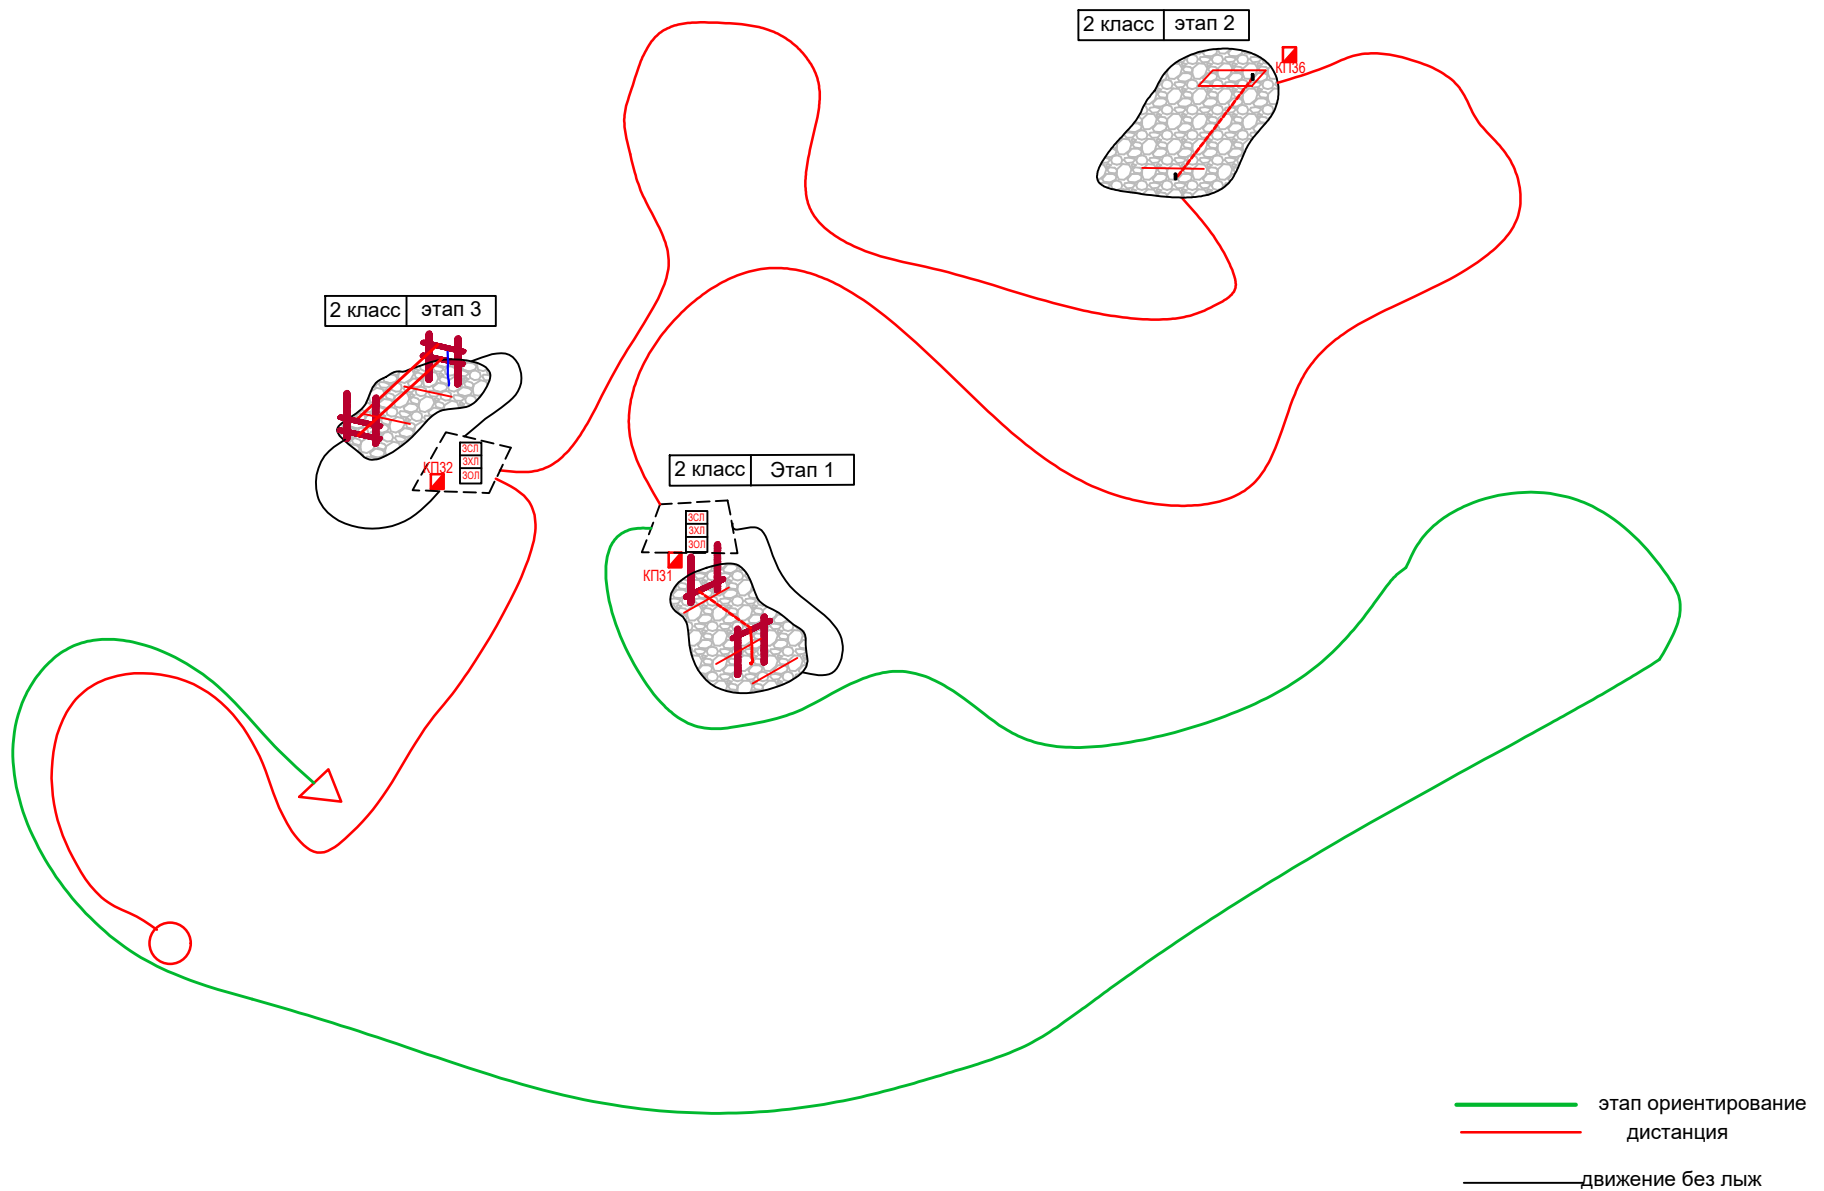 2 класс этап 2
КП36
2 класс этап 3
КП32
ЗСЛ
ЗХЛ
ЗОЛ
2 класс Этап 1
ЗСЛ
ЗХЛ
ЗОЛ
КП31
этап ориентирование
дистанция
движение без лыж